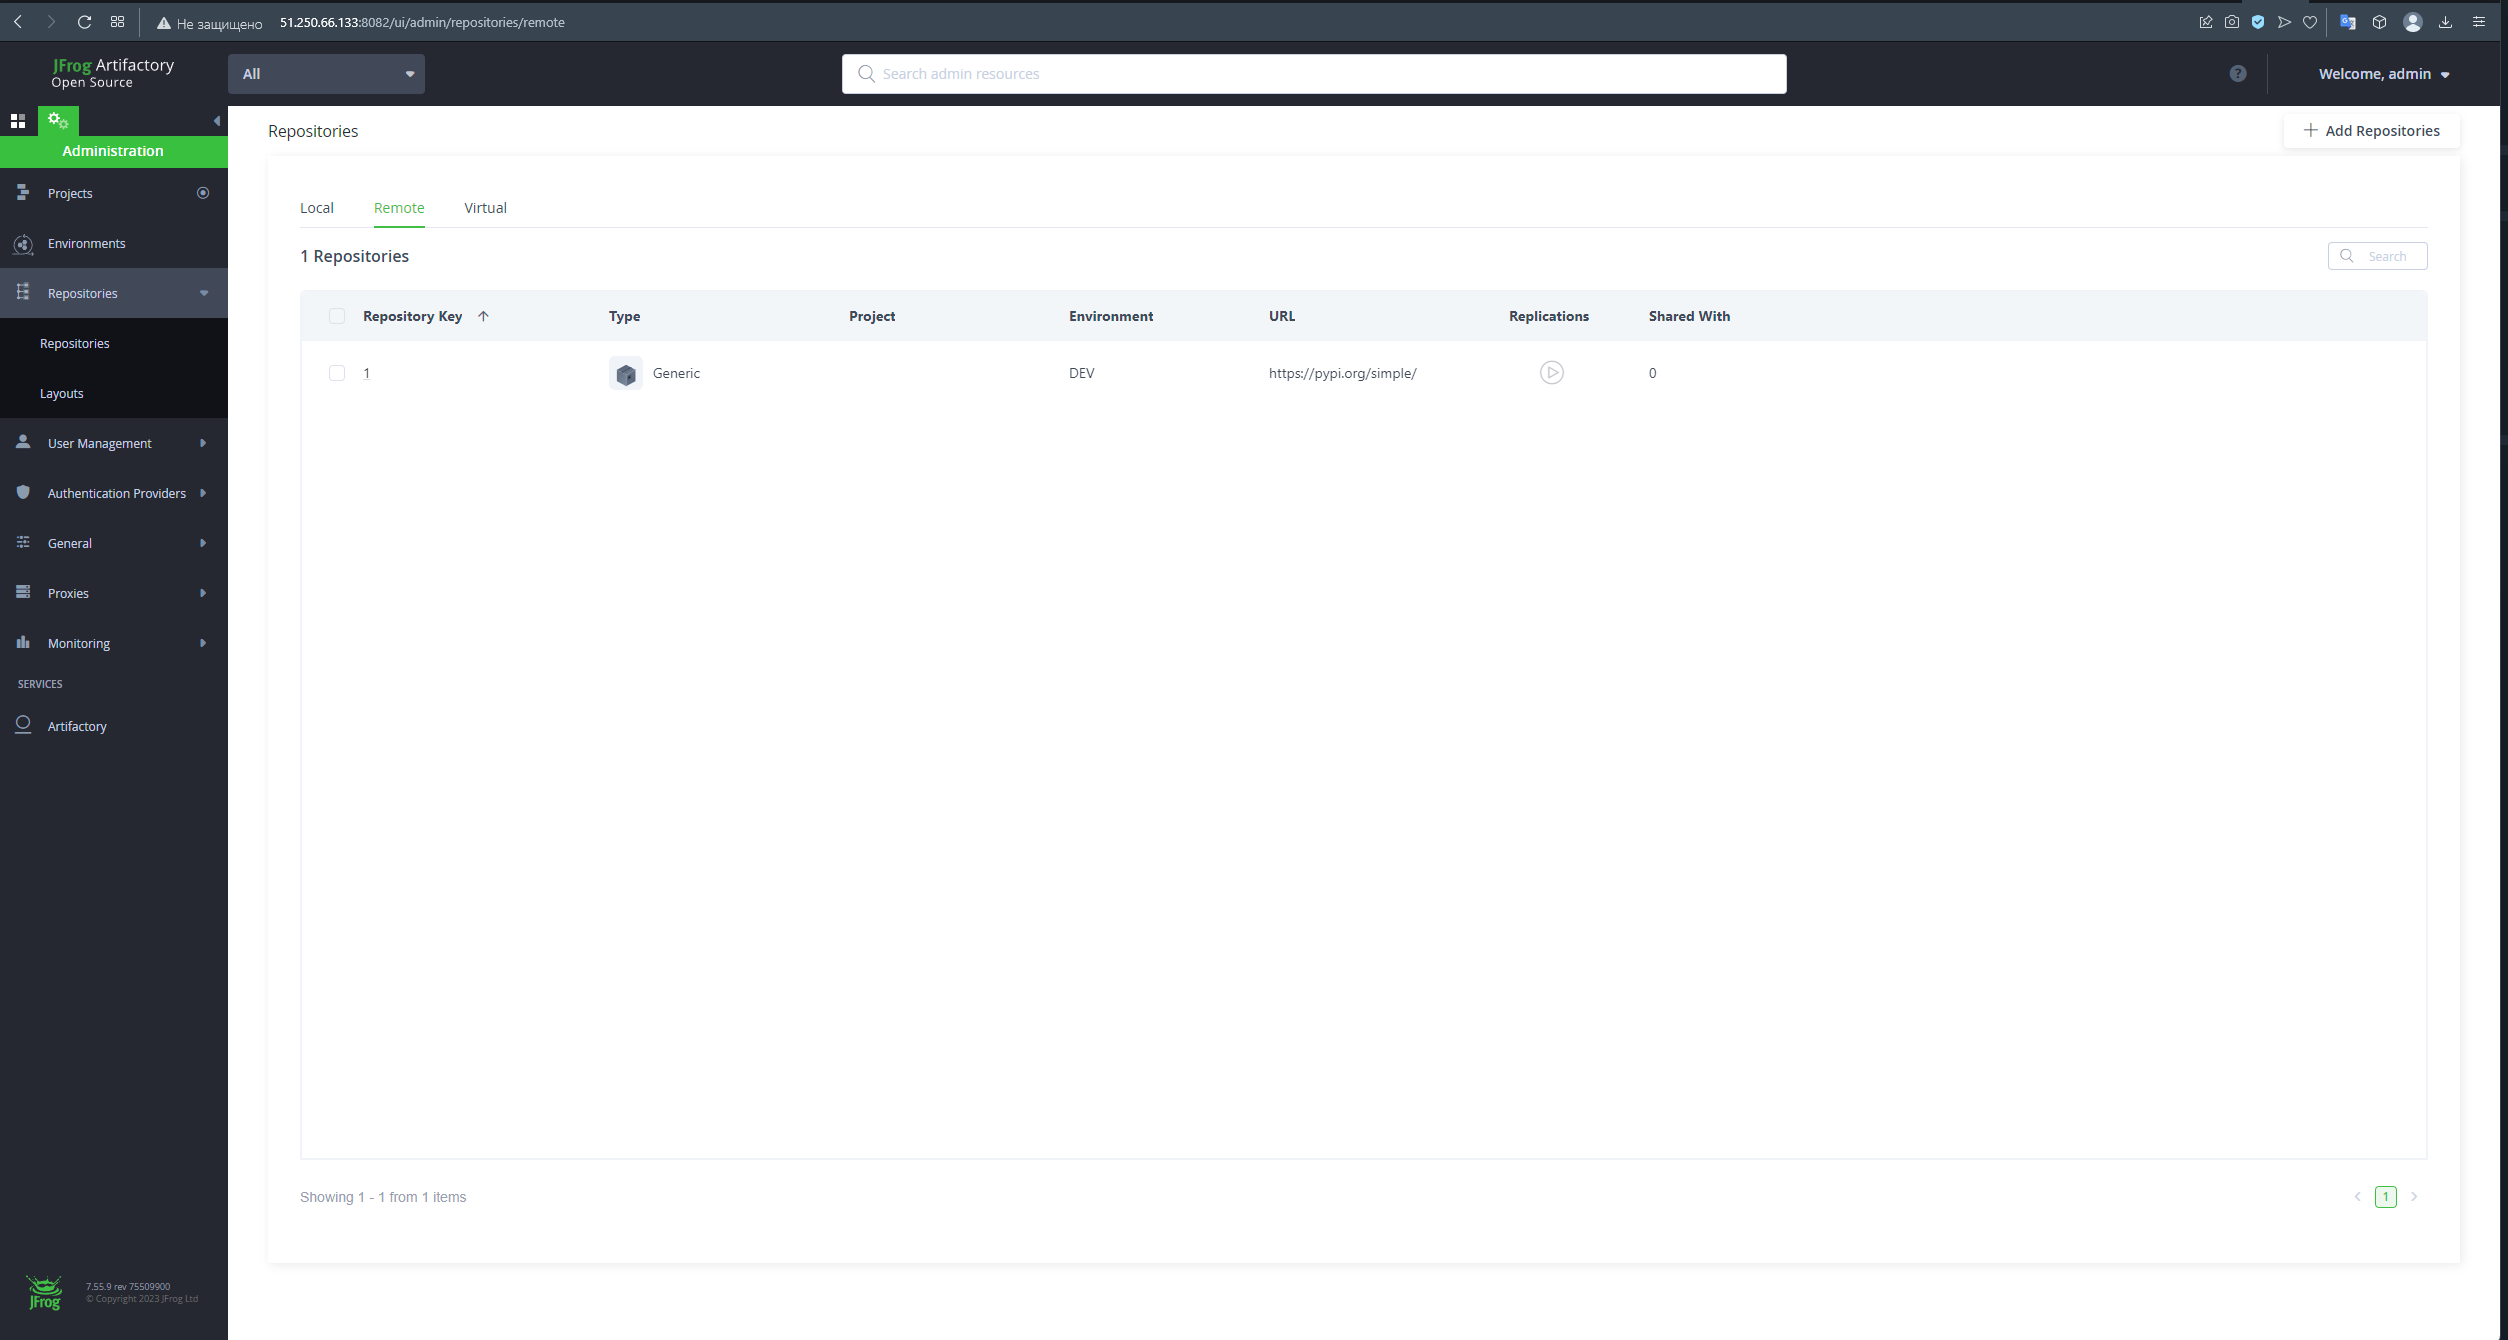 Не защищено 51.250.66.133:8082/ui/admin/repositories/remote
JFrog Artifactory
Open Source
All
Search admin resources
?
Welcome, admin
Administration
Projects
Environments
Repositories
Repositories
Layouts
User Management
Authentication Providers
General
Proxies
Monitoring
SERVICES
Artifactory
JFrog
7.55.9 rev 75509900
© Copyright 2023 JFrog Ltd
Repositories
Add Repositories
Local Remote Virtual
1 Repositories
Search
Repository Key Type Project Environment URL Replications Shared With
1 Generic DEV https://pypi.org/simple/ 0
Showing 1 - 1 from 1 items
1